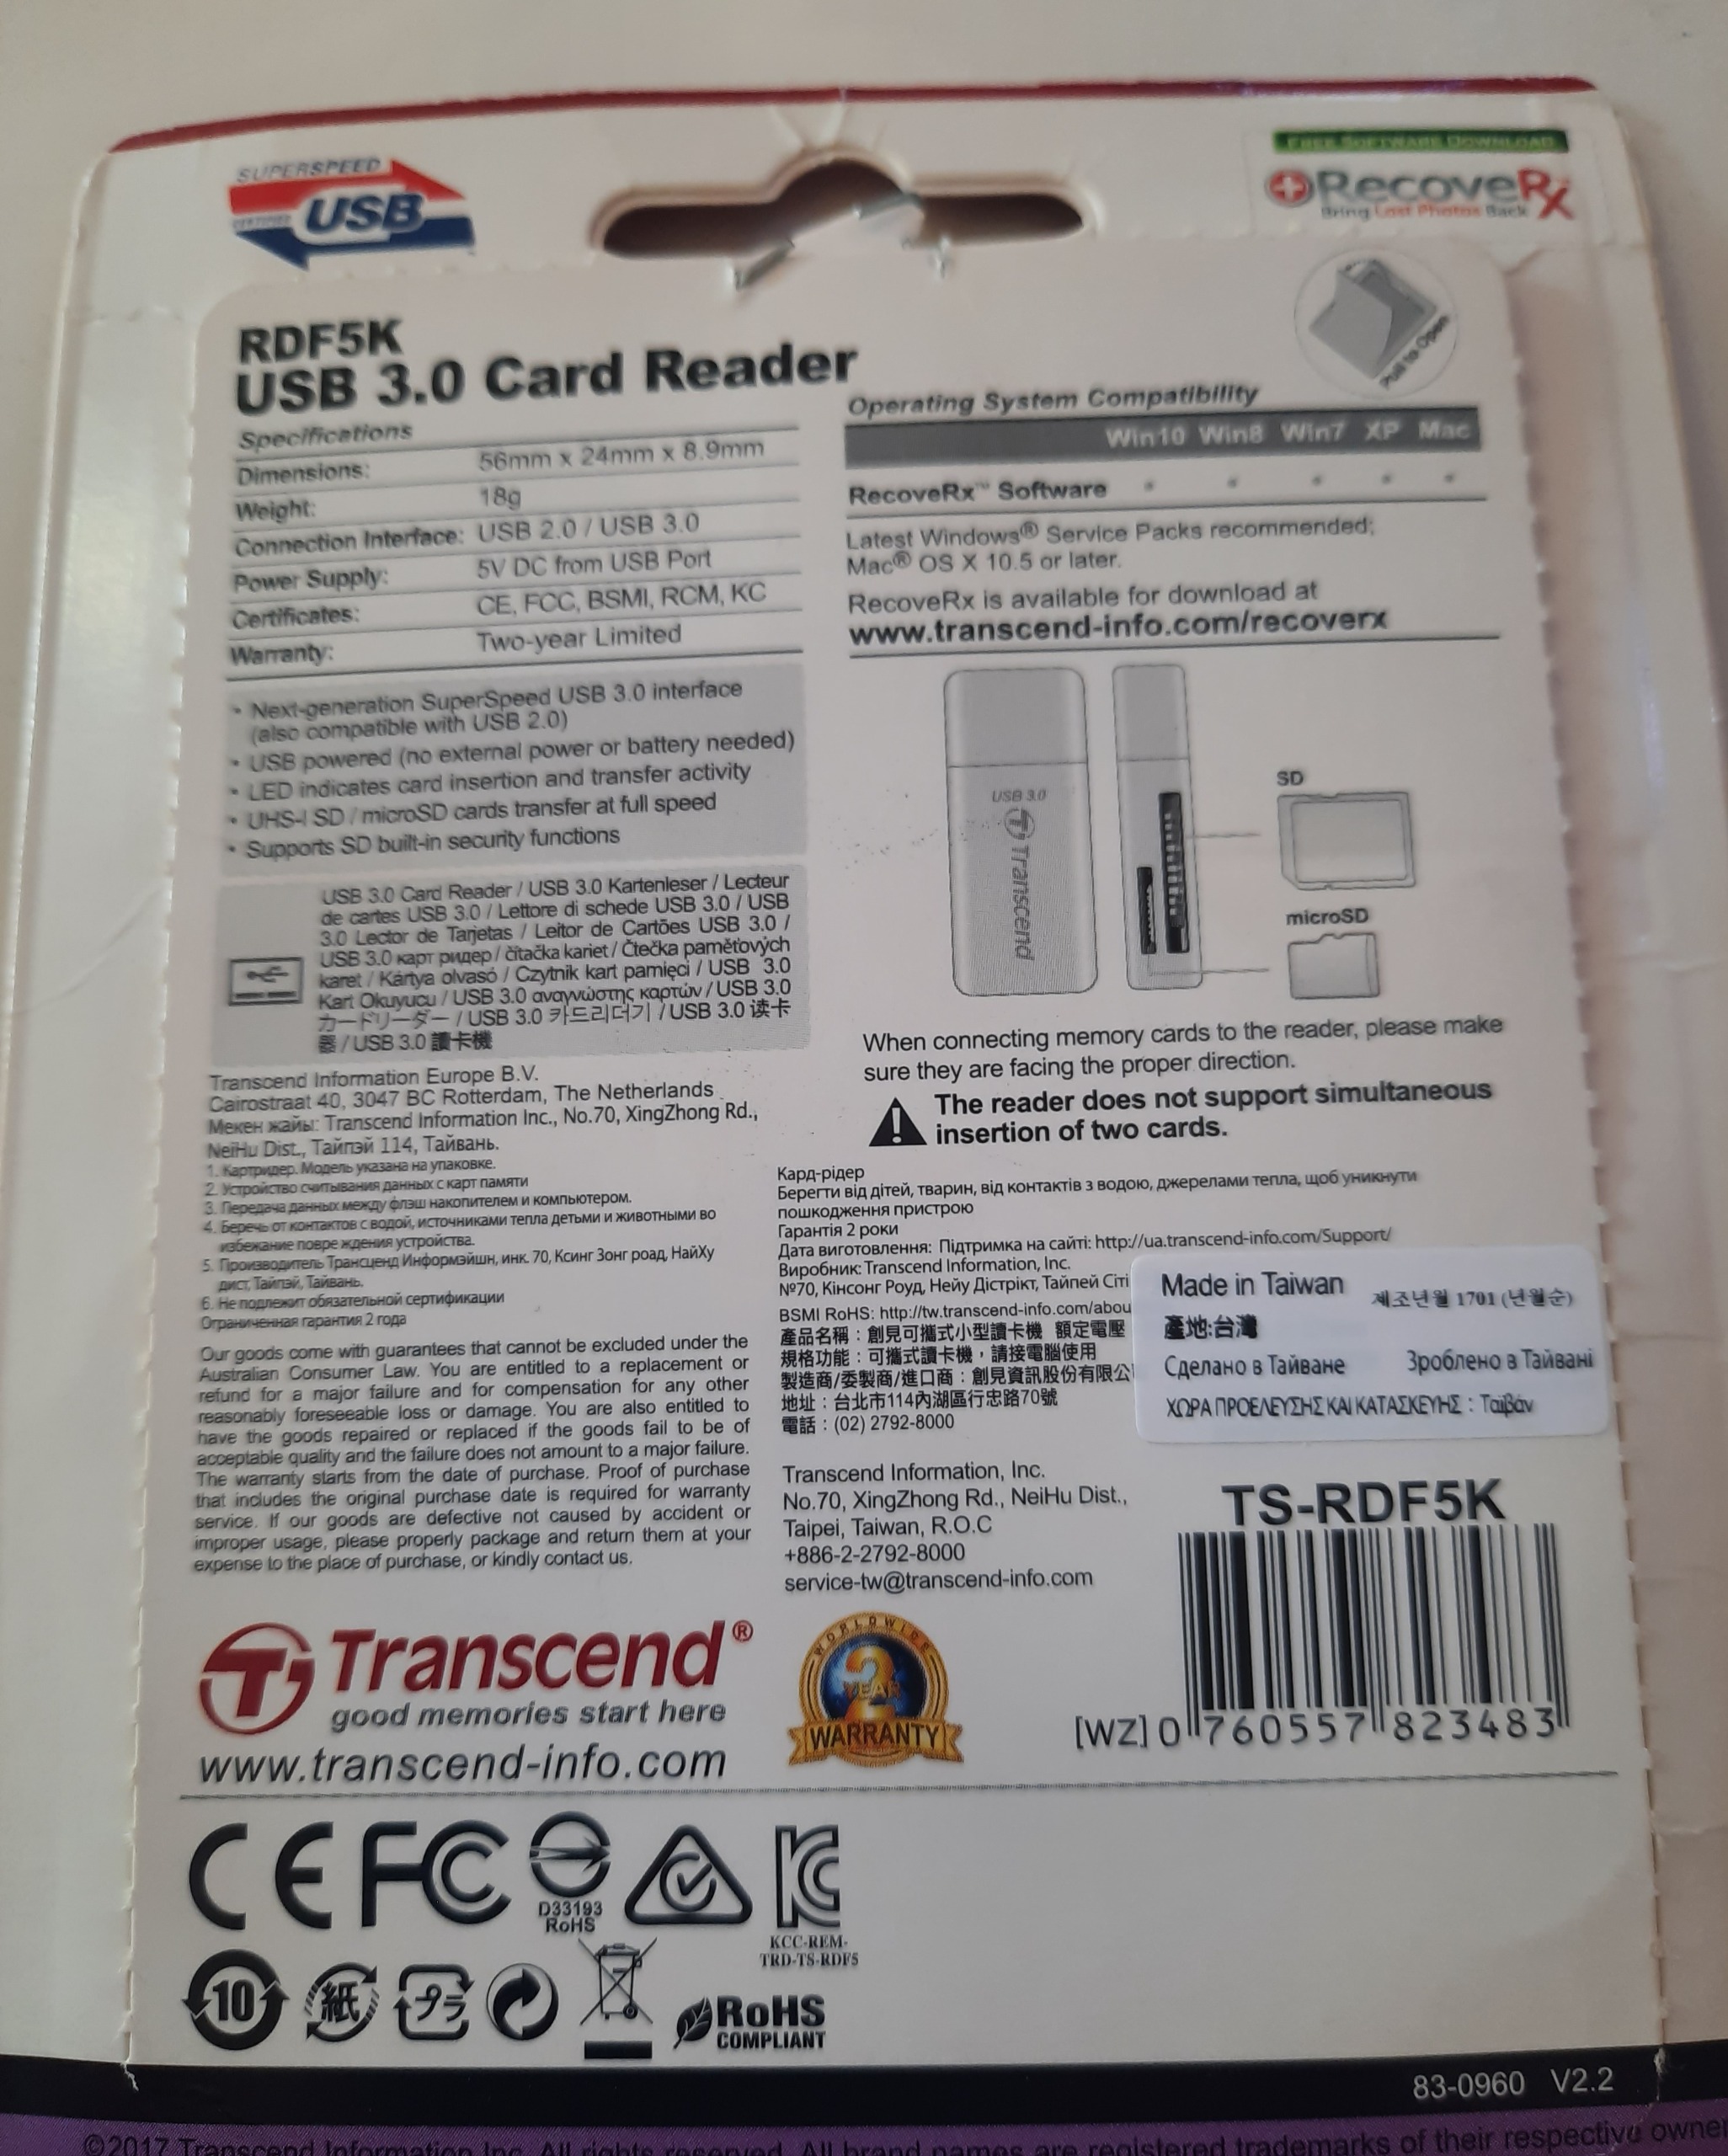 SUPERSPEED
CERTIFIED USB
FREE SOFTWARE DOWNLOAD
RecoveRx
Bring Lost Photos Back
Pull to Open
RDF5K
USB 3.0 Card Reader
Specifications
Dimensions: 56mm x 24mm x 8.9mm
Weight: 18g
Connection Interface: USB 2.0 / USB 3.0
Power Supply: 5V DC from USB Port
Certificates: CE, FCC, BSMI, RCM, KC
Warranty: Two-year Limited
• Next-generation SuperSpeed USB 3.0 interface
(also compatible with USB 2.0)
• USB powered (no external power or battery needed)
• LED indicates card insertion and transfer activity
• UHS-I SD / microSD cards transfer at full speed
• Supports SD built-in security functions
USB 3.0 Card Reader / USB 3.0 Kartenleser / Lecteur
de cartes USB 3.0 / Lettore di schede USB 3.0 / USB
3.0 Lector de Tarjetas / Leitor de Cartões USB 3.0 /
USB 3.0 карт ридер / čítačka kariet / Čtečka paměťových
karet / Kártya olvasó / Czytnik kart pamięci / USB 3.0
Kart Okuyucu / USB 3.0 αναγνώστης καρτών / USB 3.0
カードリーダー / USB 3.0 카드리더기 / USB 3.0 读卡
器 / USB 3.0 讀卡機
Transcend Information Europe B.V.
Cairostraat 40, 3047 BC Rotterdam, The Netherlands
Мекен жайы: Transcend Information Inc., No.70, XingZhong Rd.,
NeiHu Dist., Тайпэй 114, Тайвань.
1. Картридер. Модель указана на упаковке.
2. Устройство считывания данных с карт памяти
3. Передача данных между флэш накопителем и компьютером.
4. Беречь от контактов с водой, источниками тепла детьми и животными во
избежание повре ждения устройства.
5. Производитель Трансценд Информэйшн, инк. 70, Ксинг Зонг роад, НайХу
дист, Тайпэй, Тайвань.
6. Не подлежит обязательной сертификации
Ограниченная гарантия 2 года
Our goods come with guarantees that cannot be excluded under the
Australian Consumer Law. You are entitled to a replacement or
refund for a major failure and for compensation for any other
reasonably foreseeable loss or damage. You are also entitled to
have the goods repaired or replaced if the goods fail to be of
acceptable quality and the failure does not amount to a major failure.
The warranty starts from the date of purchase. Proof of purchase
that includes the original purchase date is required for warranty
service. If our goods are defective not caused by accident or
improper usage, please properly package and return them at your
expense to the place of purchase, or kindly contact us.
Operating System Compatibility
Win10 Win8 Win7 XP Mac
RecoveRx™ Software • • • • •
Latest Windows® Service Packs recommended;
Mac® OS X 10.5 or later.
RecoveRx is available for download at
www.transcend-info.com/recoverx
USB 3.0
Transcend
SD
microSD
When connecting memory cards to the reader, please make
sure they are facing the proper direction.
The reader does not support simultaneous
insertion of two cards.
Кард-рідер
Берегти від дітей, тварин, від контактів з водою, джерелами тепла, щоб уникнути
пошкодження пристрою
Гарантія 2 роки
Дата виготовлення: Підтримка на сайті: http://ua.transcend-info.com/Support/
Виробник: Transcend Information, Inc.
№70, Кінсонг Роуд, Нейу Дістрікт, Тайпей Сіті
BSMI RoHS: http://tw.transcend-info.com/abou
產品名稱：創見可攜式小型讀卡機 額定電壓
規格功能：可攜式讀卡機，請接電腦使用
製造商/委製商/進口商：創見資訊股份有限公
地址：台北市114內湖區行忠路70號
電話：(02) 2792-8000
Made in Taiwan
제조년월 1701 (년월순)
產地:台灣
Сделано в Тайване Зроблено в Тайвані
ΧΩΡΑ ΠΡΟΕΛΕΥΣΗΣ ΚΑΙ ΚΑΤΑΣΚΕΥΗΣ : Ταϊβάν
Transcend Information, Inc.
No.70, XingZhong Rd., NeiHu Dist.,
Taipei, Taiwan, R.O.C
+886-2-2792-8000
service-tw@transcend-info.com
TS-RDF5K
[WZ] 0 760557 823483
Transcend®
good memories start here
www.transcend-info.com
WORLDWIDE
2 YEAR
WARRANTY
CE FC
D33193
RoHS
KC
KCC-REM-
TRD-TS-RDF5
10 紙 プラ
RoHS
COMPLIANT
83-0960 V2.2
©2017 Transcend Information Inc. All rights reserved. All brand names are registered trademarks of their respective owne